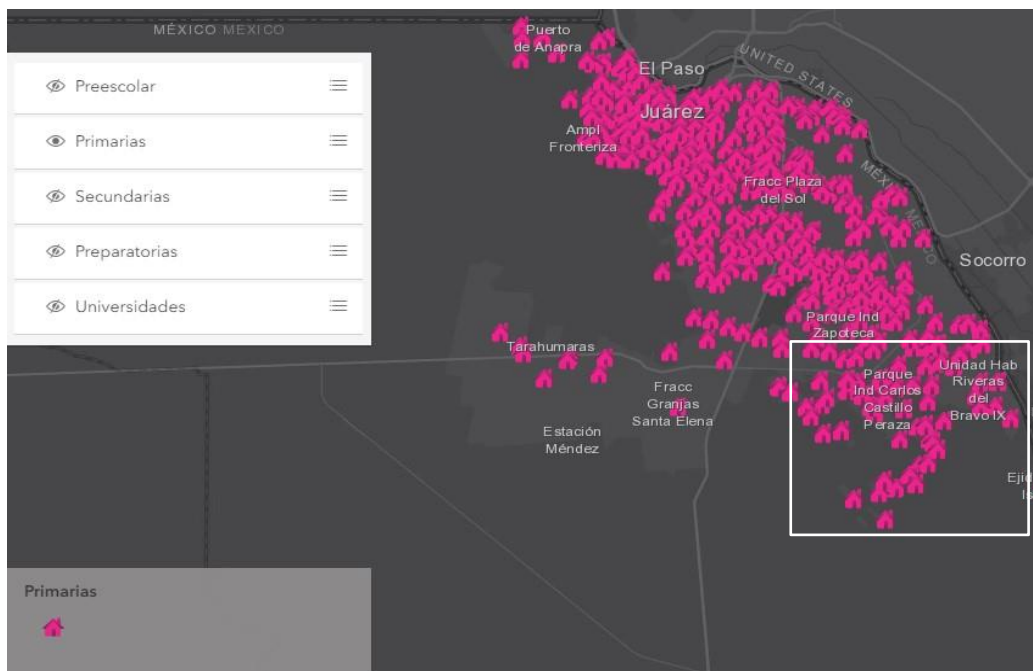 MÉXICO MEXICO
Preescolar
Primarias
Secundarias
Preparatorias
Universidades
Puerto
de Anapra
El Paso
UNITED STATES
Juárez
Ampl
Fronteriza
Fracc Plaza
del Sol
MÉXICO
Socorro
Parque Ind
Zapoteca
Tarahumaras
Parque
Ind Carlos
Castillo
Peraza
Unidad Hab
Riveras
del
Bravo IX
Fracc
Granjas
Santa Elena
Estación
Méndez
Primarias